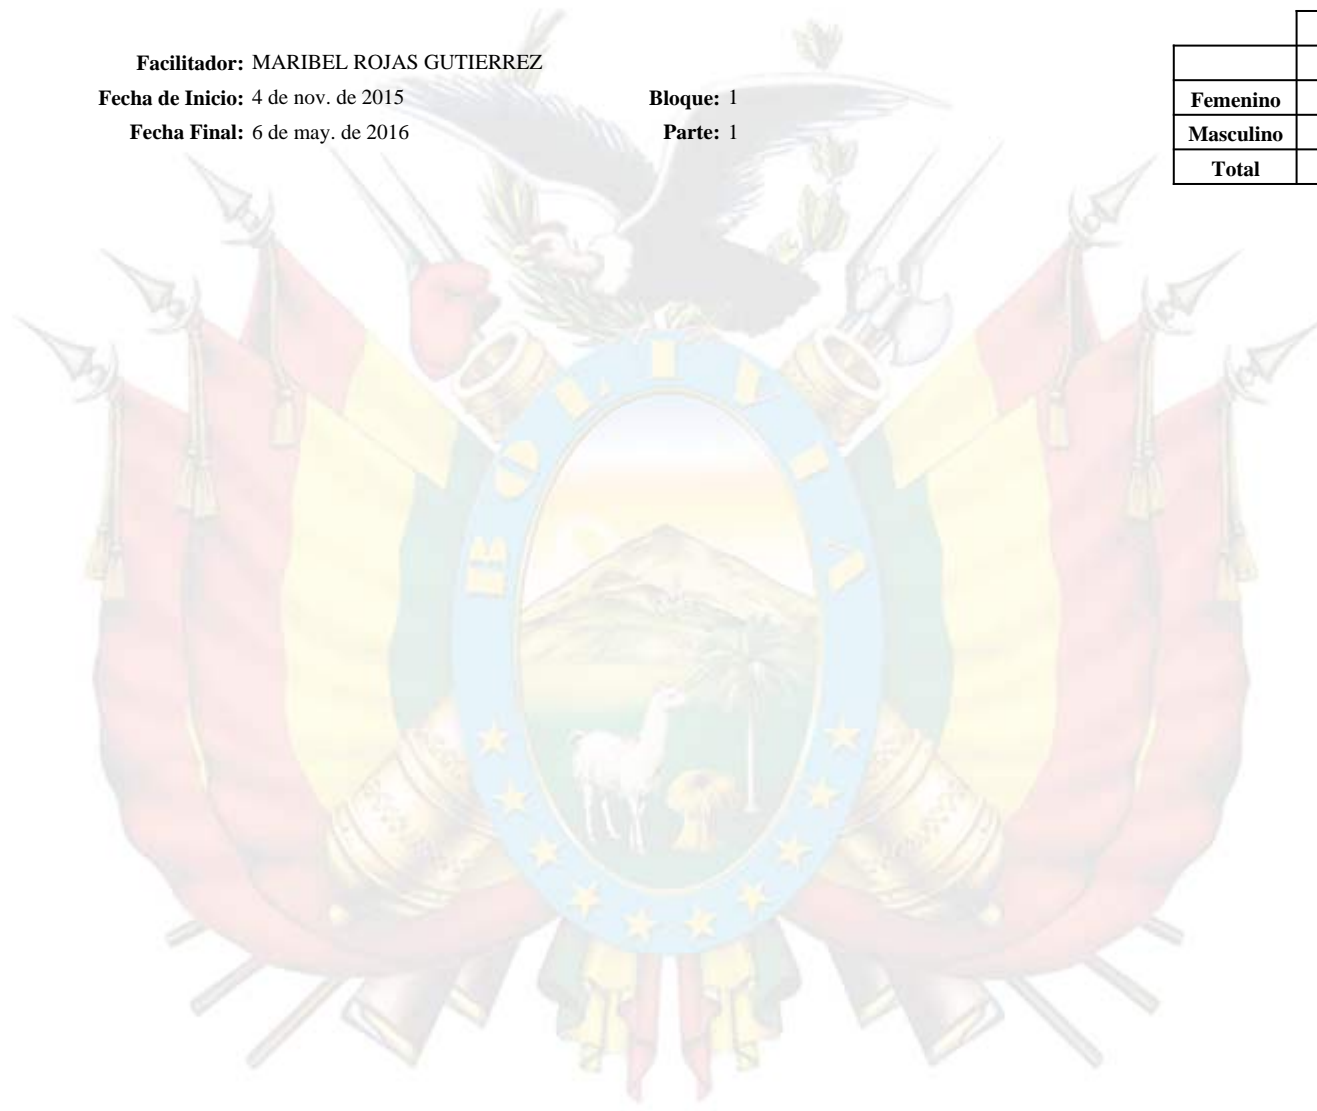 Facilitador: MARIBEL ROJAS GUTIERREZ
Fecha de Inicio: 4 de nov. de 2015 Bloque: 1
Fecha Final: 6 de may. de 2016 Parte: 1
Femenino
Masculino
Total
BOLIVIA